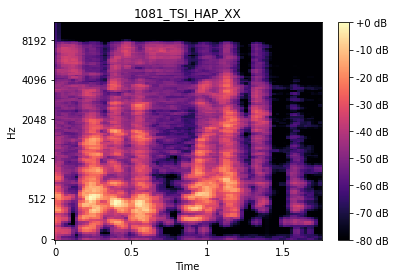 1081_TSI_HAP_XX
8192
4096
2048
1024
512
0
Hz
0
0.5
1
1.5
Time
+0 dB
-10 dB
-20 dB
-30 dB
-40 dB
-50 dB
-60 dB
-70 dB
-80 dB